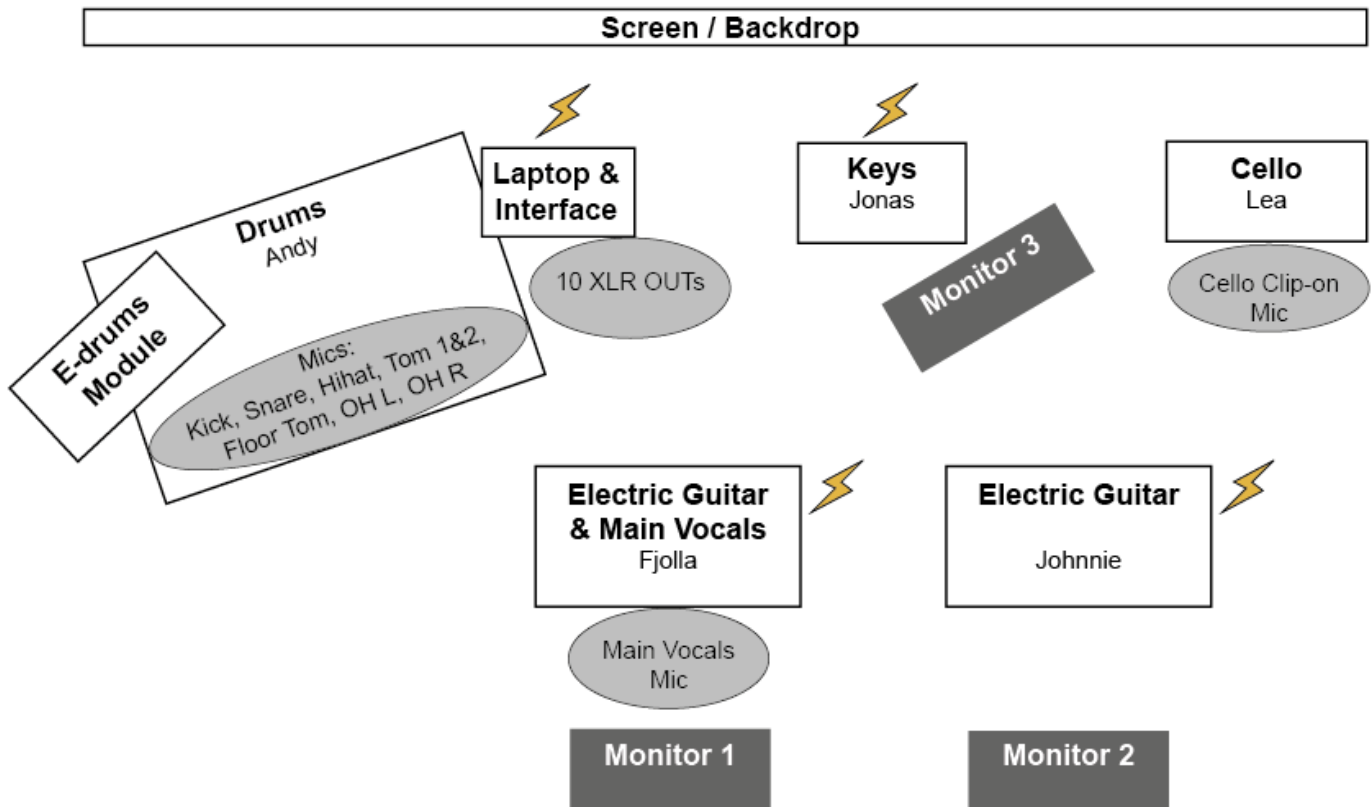 Screen / Backdrop
Drums
Andy
E-drums
Module
Mics:
Kick, Snare, Hihat, Tom 1&2,
Floor Tom, OH L, OH R
Laptop &
Interface
10 XLR OUTs
Keys
Jonas
Monitor 3
Cello
Lea
Cello Clip-on
Mic
Electric Guitar
& Main Vocals
Fjolla
Main Vocals
Mic
Monitor 1
Electric Guitar
Johnnie
Monitor 2